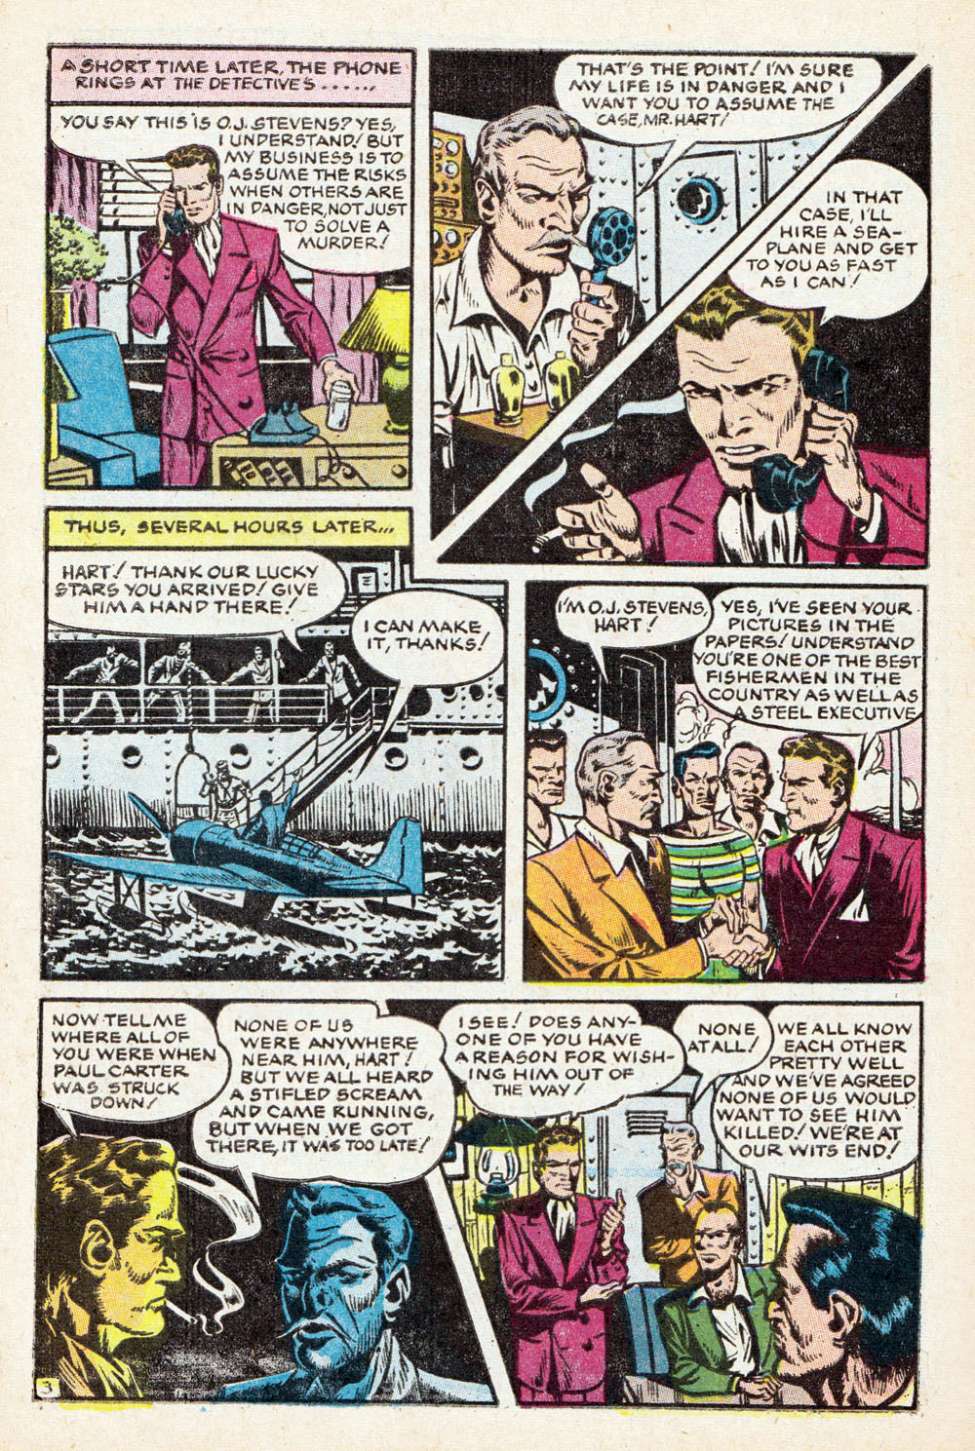 A SHORT TIME LATER, THE PHONE
RINGS AT THE DETECTIVE'S......,
YOU SAY THIS IS O.J. STEVENS? YES,
I UNDERSTAND! BUT
MY BUSINESS IS TO
ASSUME THE RISKS
WHEN OTHERS ARE
IN DANGER, NOT JUST
TO SOLVE A
MURDER!
THAT'S THE POINT! I'M SURE
MY LIFE IS IN DANGER AND I
WANT YOU TO ASSUME THE
CASE, MR. HART!
IN THAT
CASE, I'LL
HIRE A SEA-
PLANE AND GET
TO YOU AS FAST
AS I CAN!
THUS, SEVERAL HOURS LATER...
HART! THANK OUR LUCKY
STARS YOU ARRIVED! GIVE
HIM A HAND THERE!
I CAN MAKE
IT, THANKS!
I'M O.J. STEVENS,
HART!
YES, I'VE SEEN YOUR
PICTURES IN THE
PAPERS! UNDERSTAND
YOU'RE ONE OF THE BEST
FISHERMEN IN THE
COUNTRY AS WELL AS
A STEEL EXECUTIVE
NOW TELL ME
WHERE ALL OF
YOU WERE WHEN
PAUL CARTER
WAS STRUCK
DOWN!
NONE OF US
WERE ANYWHERE
NEAR HIM, HART!
BUT WE ALL HEARD
A STIFLED SCREAM
AND CAME RUNNING,
BUT WHEN WE GOT
THERE, IT WAS TOO LATE!
I SEE! DOES ANY-
ONE OF YOU HAVE
A REASON FOR WISH-
ING HIM OUT OF
THE WAY!
NONE
AT ALL!
WE ALL KNOW
EACH OTHER
PRETTY WELL
AND WE'VE AGREED
NONE OF US WOULD
WANT TO SEE HIM
KILLED! WE'RE AT
OUR WITS END!
3